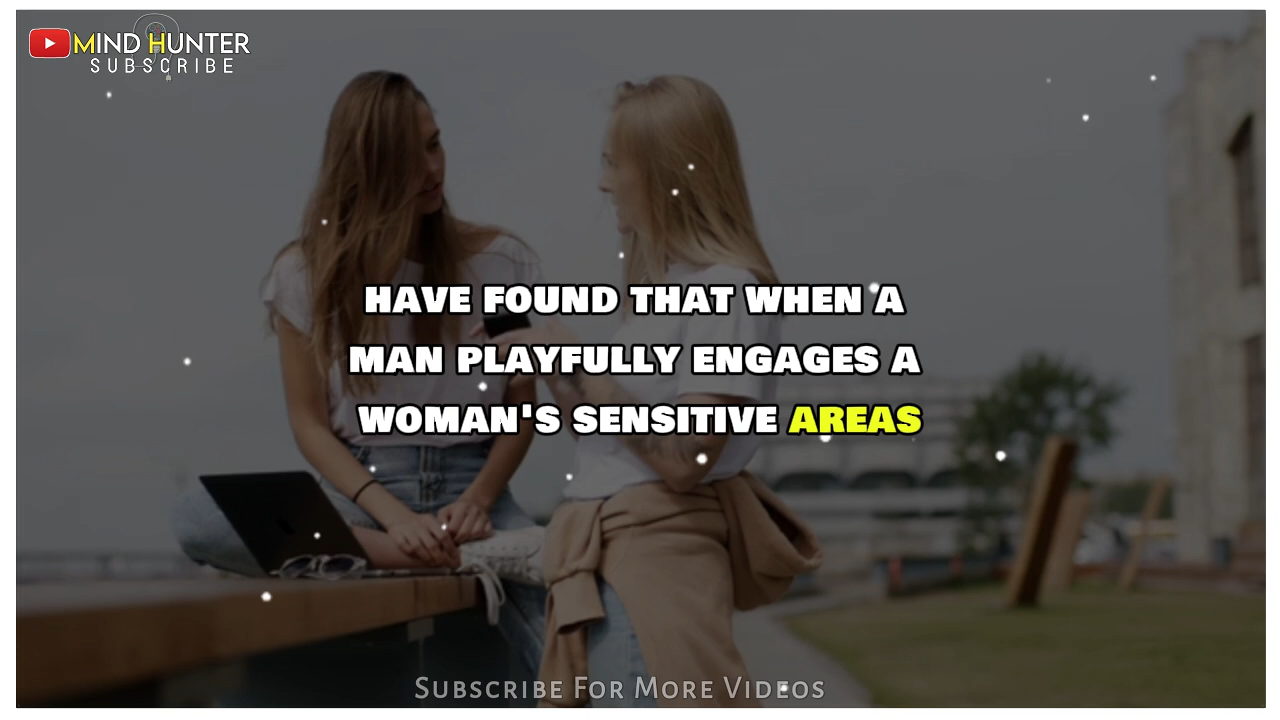 MIND HUNTER
SUBSCRIBE
HAVE FOUND THAT WHEN A
MAN PLAYFULLY ENGAGES A
WOMAN'S SENSITIVE AREAS
SUBSCRIBE FOR MORE VIDEOS